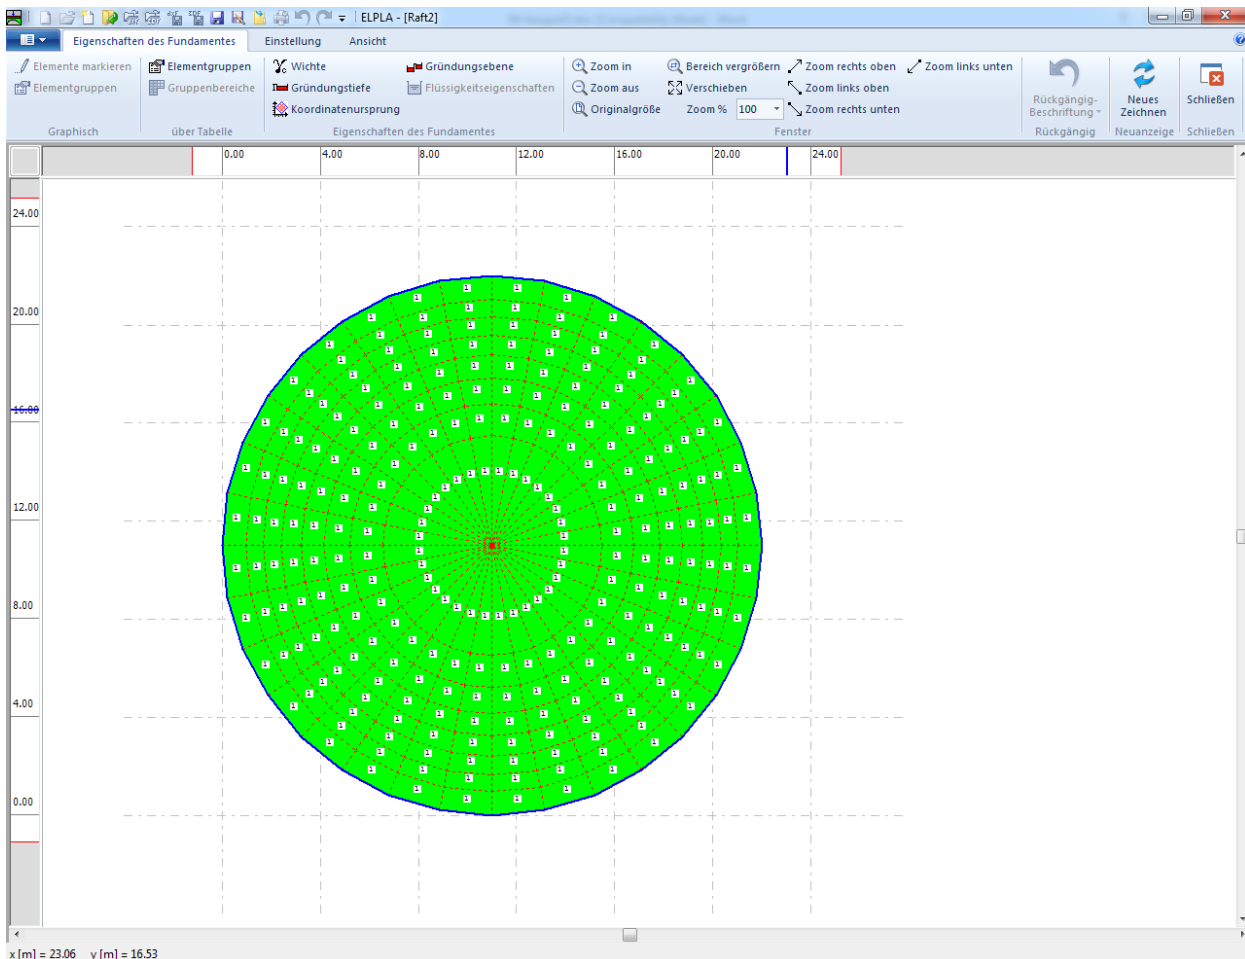 ELPLA - [Raft2]
Eigenschaften des Fundamentes Einstellung Ansicht
Elemente markieren Elementgruppen Wichte Gründungsebene Zoom in Bereich vergrößern Zoom rechts oben Zoom links unten
Elementgruppen Gruppenbereiche Gründungstiefe Flüssigkeitseigenschaften Zoom aus Verschieben Zoom links oben
Koordinatenursprung Originalgröße Zoom % 100 Zoom rechts unten
Rückgängig-
Beschriftung
Neues
Zeichnen
Schließen
Graphisch über Tabelle Eigenschaften des Fundamentes Fenster Rückgängig Neuanzeige Schließen
0.00 4.00 8.00 12.00 16.00 20.00 24.00
24.00
20.00
16.00
12.00
8.00
4.00
0.00
x [m] = 23.06 y [m] = 16.53